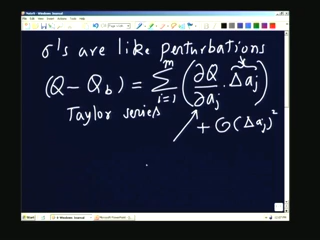 σ's are like perturbations
(Q − Q_b) = Σ_{i=1}^{m} (∂Q/∂a_j · Δa_j)
Taylor series + O(Δa_j)²